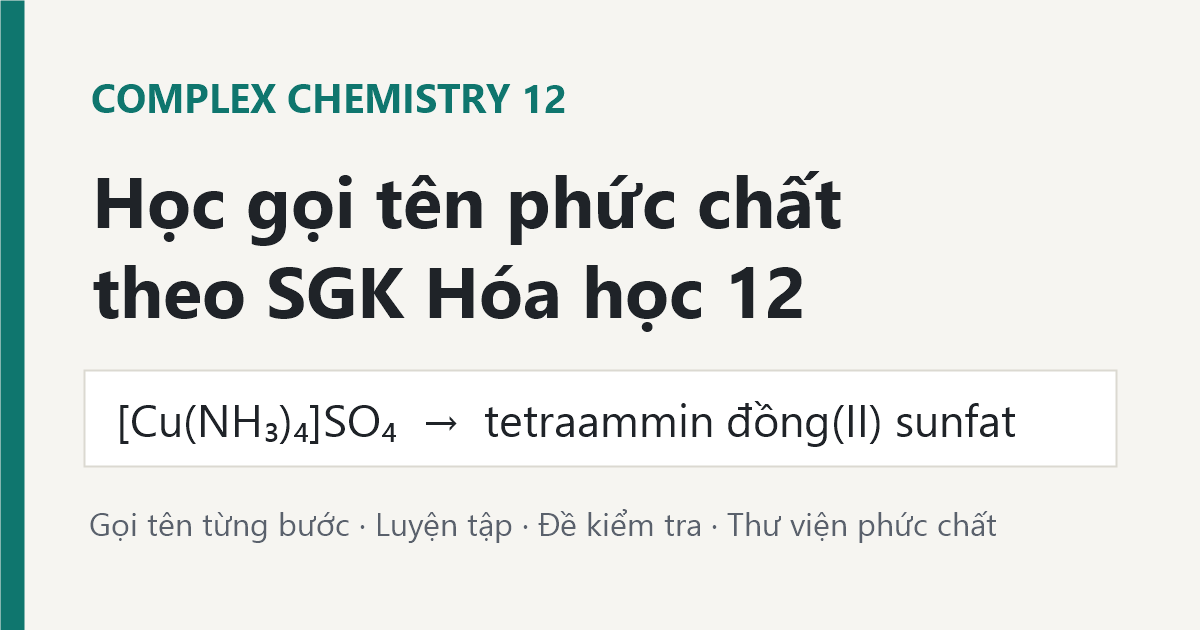 COMPLEX CHEMISTRY 12
Học gọi tên phức chất
theo SGK Hóa học 12
[Cu(NH₃)₄]SO₄ → tetraammin đồng(II) sunfat
Gọi tên từng bước · Luyện tập · Đề kiểm tra · Thư viện phức chất